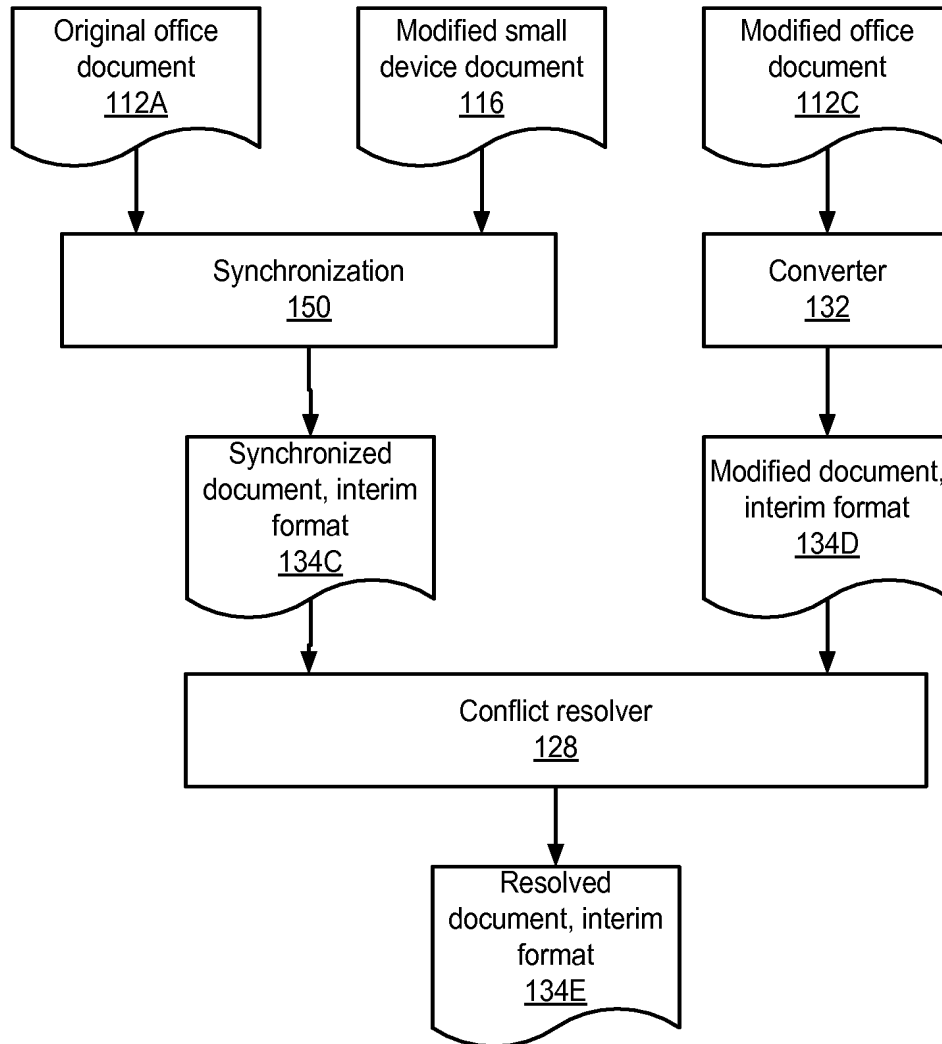 Original office
document
112A
Modified small
device document
116
Modified office
document
112C
Synchronization
150
Converter
132
Synchronized
document, interim
format
134C
Modified document,
interim format
134D
Conflict resolver
128
Resolved
document, interim
format
134E